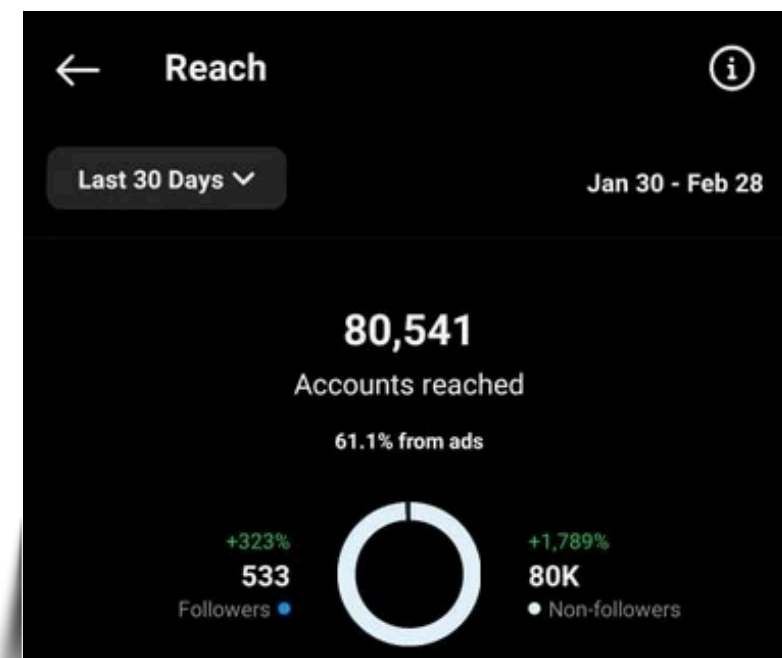 Reach
Last 30 Days
Jan 30 - Feb 28
80,541
Accounts reached
61.1% from ads
+323%
533
Followers
+1,789%
80K
Non-followers